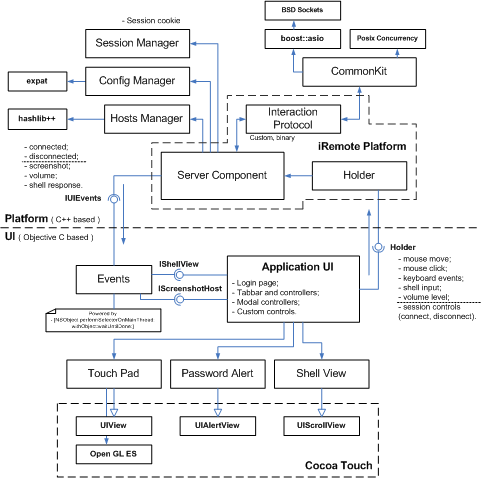 BSD Sockets
- Session cookie
Session Manager
boost::asio
Posix Concurrency
expat
Config Manager
CommonKit
hashlib++
Hosts Manager
Interaction
Protocol
Custom, binary
iRemote Platform
- connected;
- disconnected;
- screenshot;
- volume;
- shell response.
Server Component
Holder
IUIEvents
Platform ( C++ based )
UI ( Objective C based )
Holder
- mouse move;
- mouse click;
- keyboard events;
- shell input;
- volume level;
- session controls
(connect, disconnect).
IShellView
Events
IScreenshotHost
Application UI
- Login page;
- Tabbar and controllers;
- Modal controllers;
- Custom controls.
Powered by
- [NSObject performSelectorOnMainThread:
withObject:waitUntilDone:]
Touch Pad
Password Alert
Shell View
UIView
UIAlertView
UIScrollView
Open GL ES
Cocoa Touch